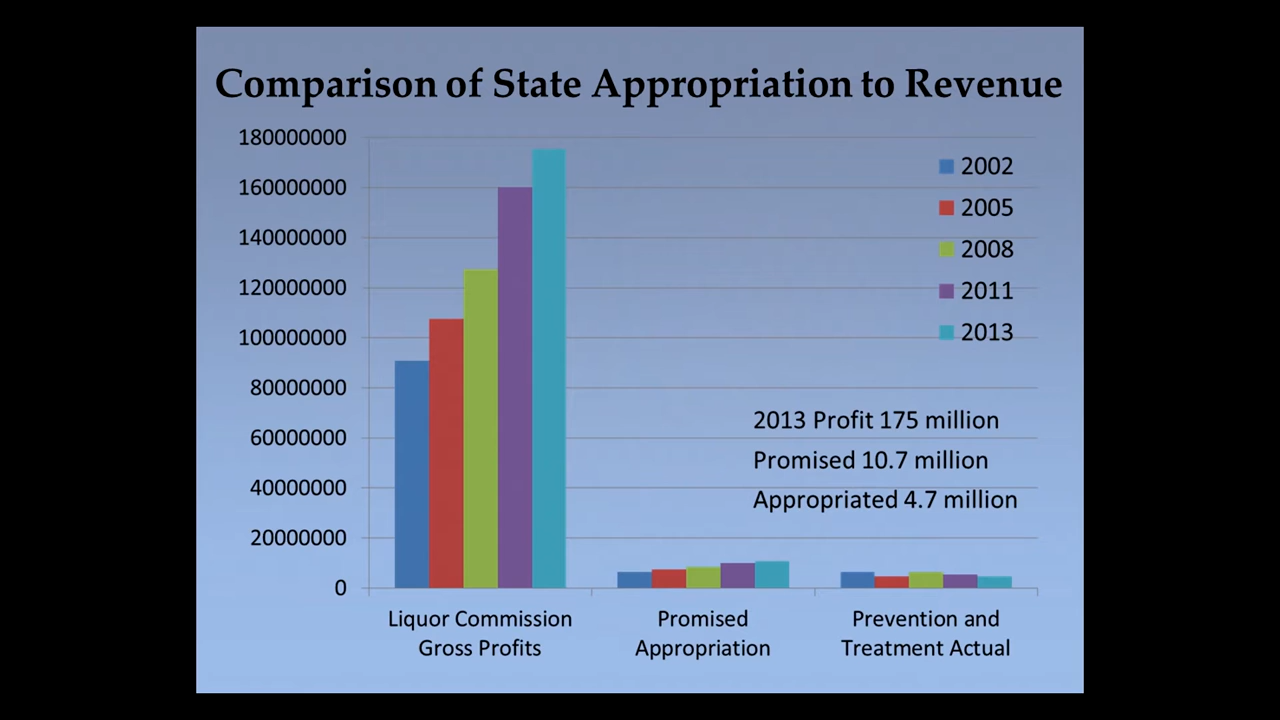 Comparison of State Appropriation to Revenue
180000000
160000000
140000000
120000000
100000000
80000000
60000000
40000000
20000000
0
2002
2005
2008
2011
2013
2013 Profit 175 million
Promised 10.7 million
Appropriated 4.7 million
Liquor Commission
Gross Profits
Promised
Appropriation
Prevention and
Treatment Actual